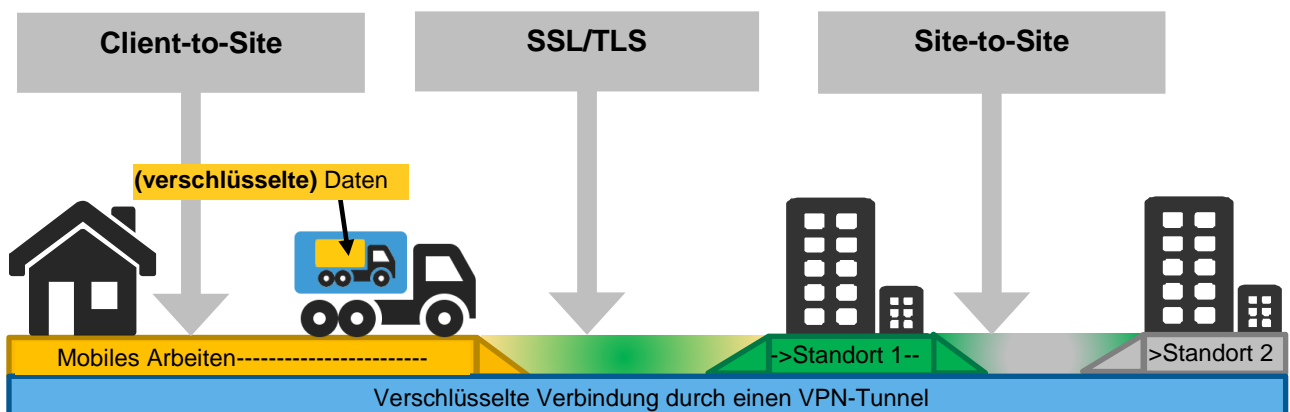 Client-to-Site
SSL/TLS
Site-to-Site
(verschlüsselte) Daten
Mobiles Arbeiten------------------------
->Standort 1--
>Standort 2
Verschlüsselte Verbindung durch einen VPN-Tunnel